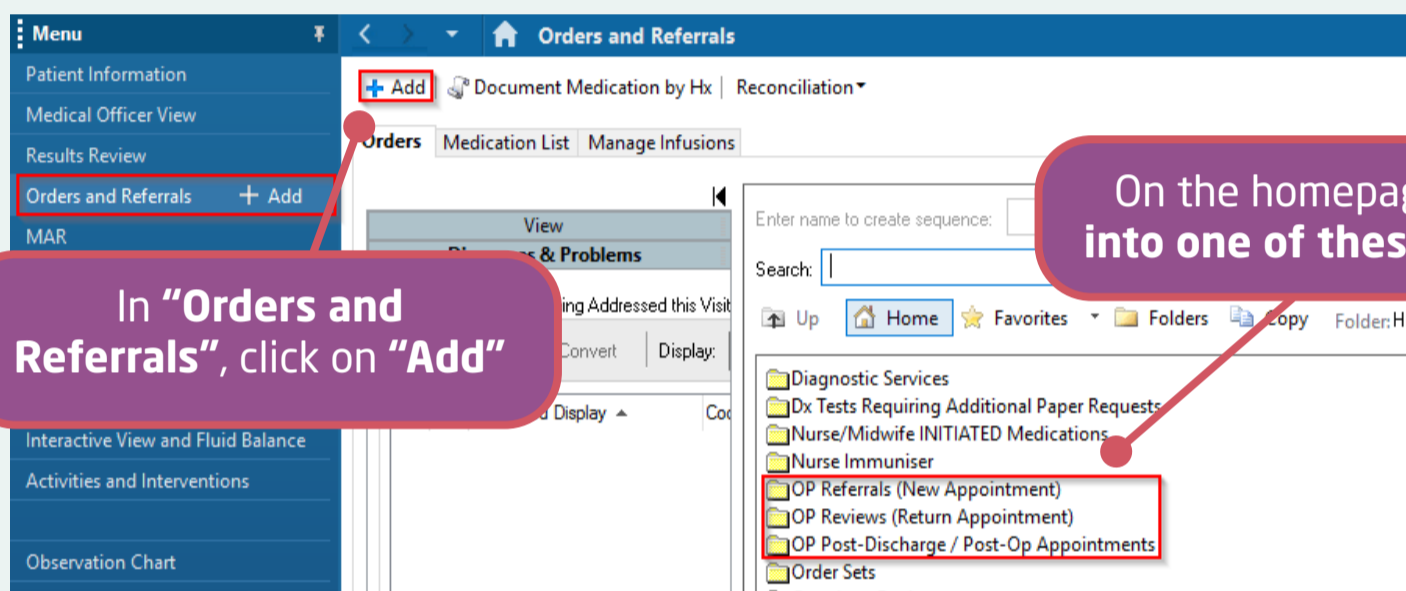 Menu
Orders and Referrals
Patient Information
Medical Officer View
Results Review
Orders and Referrals + Add
MAR
Interactive View and Fluid Balance
Activities and Interventions
Observation Chart
In “Orders and
Referrals”, click on “Add”
+ Add Document Medication by Hx | Reconciliation
Orders Medication List Manage Infusions
View
& Problems
Addressed this Visit
Convert Display:
Display
Enter name to create sequence:
Search:
Up Home Favorites Folders Copy Folder: H
On the
into one of
Diagnostic Services
Dx Tests Requiring Additional Paper Requests
Nurse/Midwife INITIATED Medications
Nurse Immuniser
OP Referrals (New Appointment)
OP Reviews (Return Appointment)
OP Post-Discharge / Post-Op Appointments
Order Sets